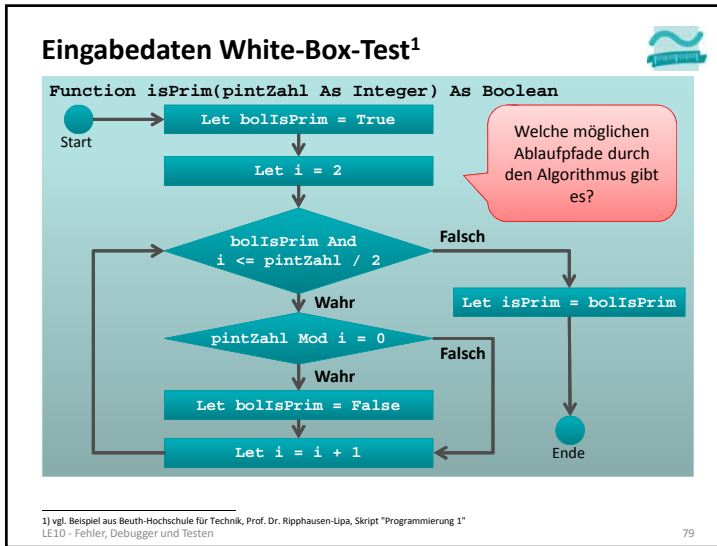 Eingabedaten White-Box-Test1
Function isPrim(pintZahl As Integer) As Boolean
Start
Let bolIsPrim = True
Let i = 2
Welche möglichen
Ablaufpfade durch
den Algorithmus gibt
es?
bolIsPrim And
i <= pintZahl / 2
Falsch
Wahr
Let isPrim = bolIsPrim
pintZahl Mod i = 0
Falsch
Wahr
Let bolIsPrim = False
Let i = i + 1
Ende
1) vgl. Beispiel aus Beuth-Hochschule für Technik, Prof. Dr. Ripphausen-Lipa, Skript "Programmierung 1"
LE10 - Fehler, Debugger und Testen
79